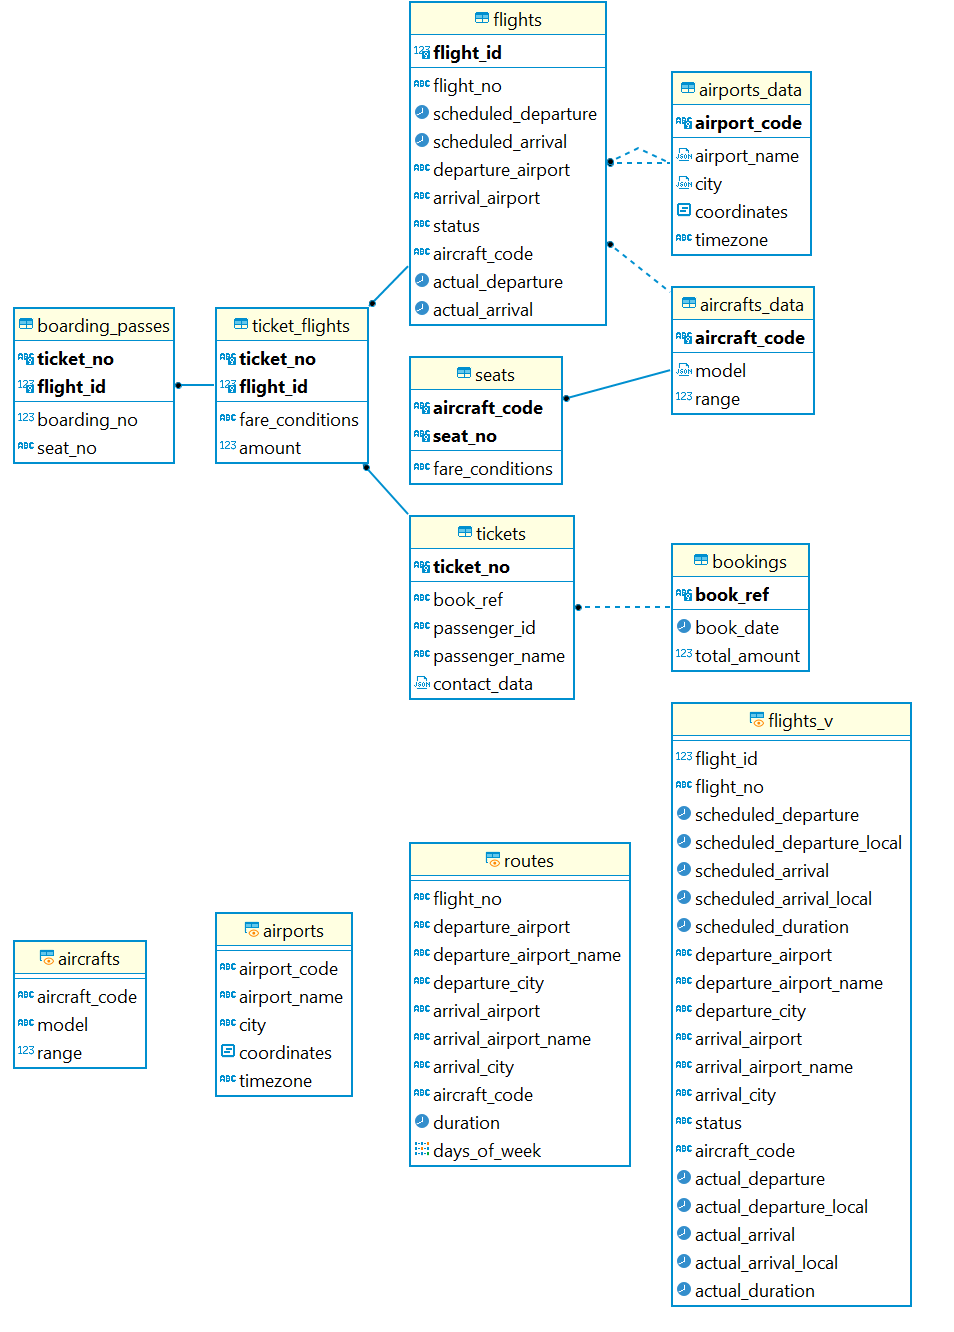 flights
flight_id
flight_no
scheduled_departure
scheduled_arrival
departure_airport
arrival_airport
status
aircraft_code
actual_departure
actual_arrival
airports_data
airport_code
airport_name
city
coordinates
timezone
aircrafts_data
aircraft_code
model
range
boarding_passes
ticket_no
flight_id
boarding_no
seat_no
ticket_flights
ticket_no
flight_id
fare_conditions
amount
seats
aircraft_code
seat_no
fare_conditions
tickets
ticket_no
book_ref
passenger_id
passenger_name
contact_data
bookings
book_ref
book_date
total_amount
flights_v
flight_id
flight_no
scheduled_departure
scheduled_departure_local
scheduled_arrival
scheduled_arrival_local
scheduled_duration
departure_airport
departure_airport_name
departure_city
arrival_airport
arrival_airport_name
arrival_city
status
aircraft_code
actual_departure
actual_departure_local
actual_arrival
actual_arrival_local
actual_duration
routes
flight_no
departure_airport
departure_airport_name
departure_city
arrival_airport
arrival_airport_name
arrival_city
aircraft_code
duration
days_of_week
airports
airport_code
airport_name
city
coordinates
timezone
aircrafts
aircraft_code
model
range